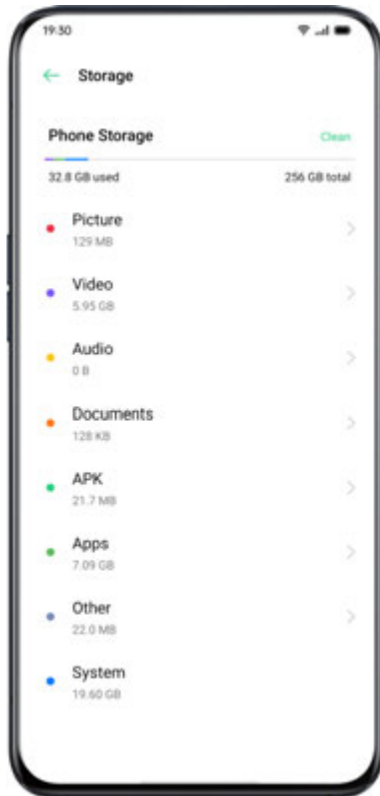 19:30
Storage
Phone Storage
Clean
32.8 GB used
256 GB total
Picture
129 MB
Video
5.95 GB
Audio
0 B
Documents
128 KB
APK
21.7 MB
Apps
7.09 GB
Other
22.0 MB
System
19.60 GB